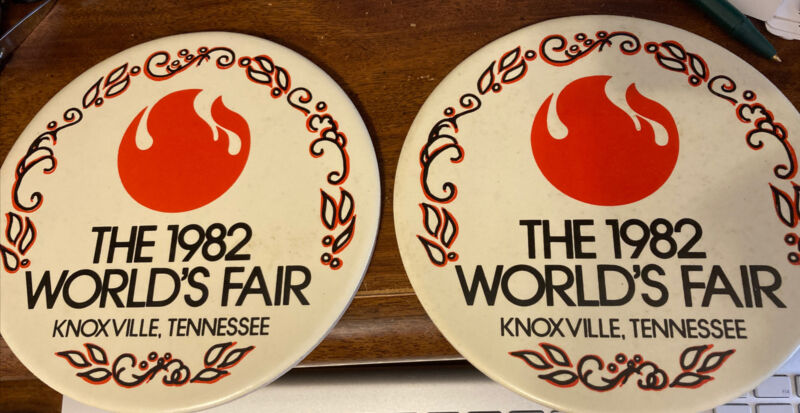 THE 1982
WORLD'S FAIR
KNOXVILLE, TENNESSEE
THE 1982
WORLD'S FAIR
KNOXVILLE, TENNESSEE